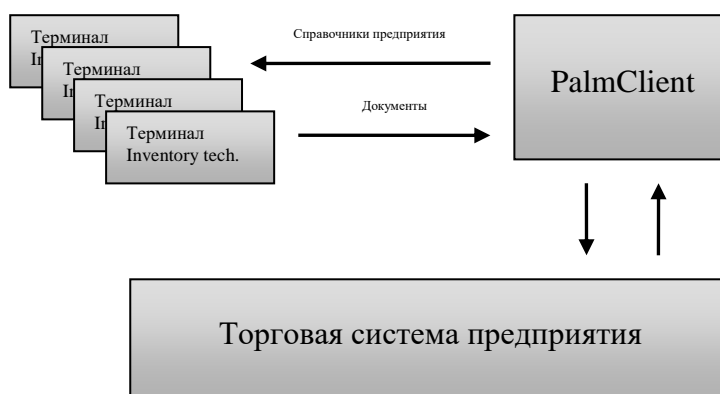 Терминал
Терминал
Терминал
Терминал
Inventory tech.
Справочники предприятия
Документы
PalmClient
Торговая система предприятия